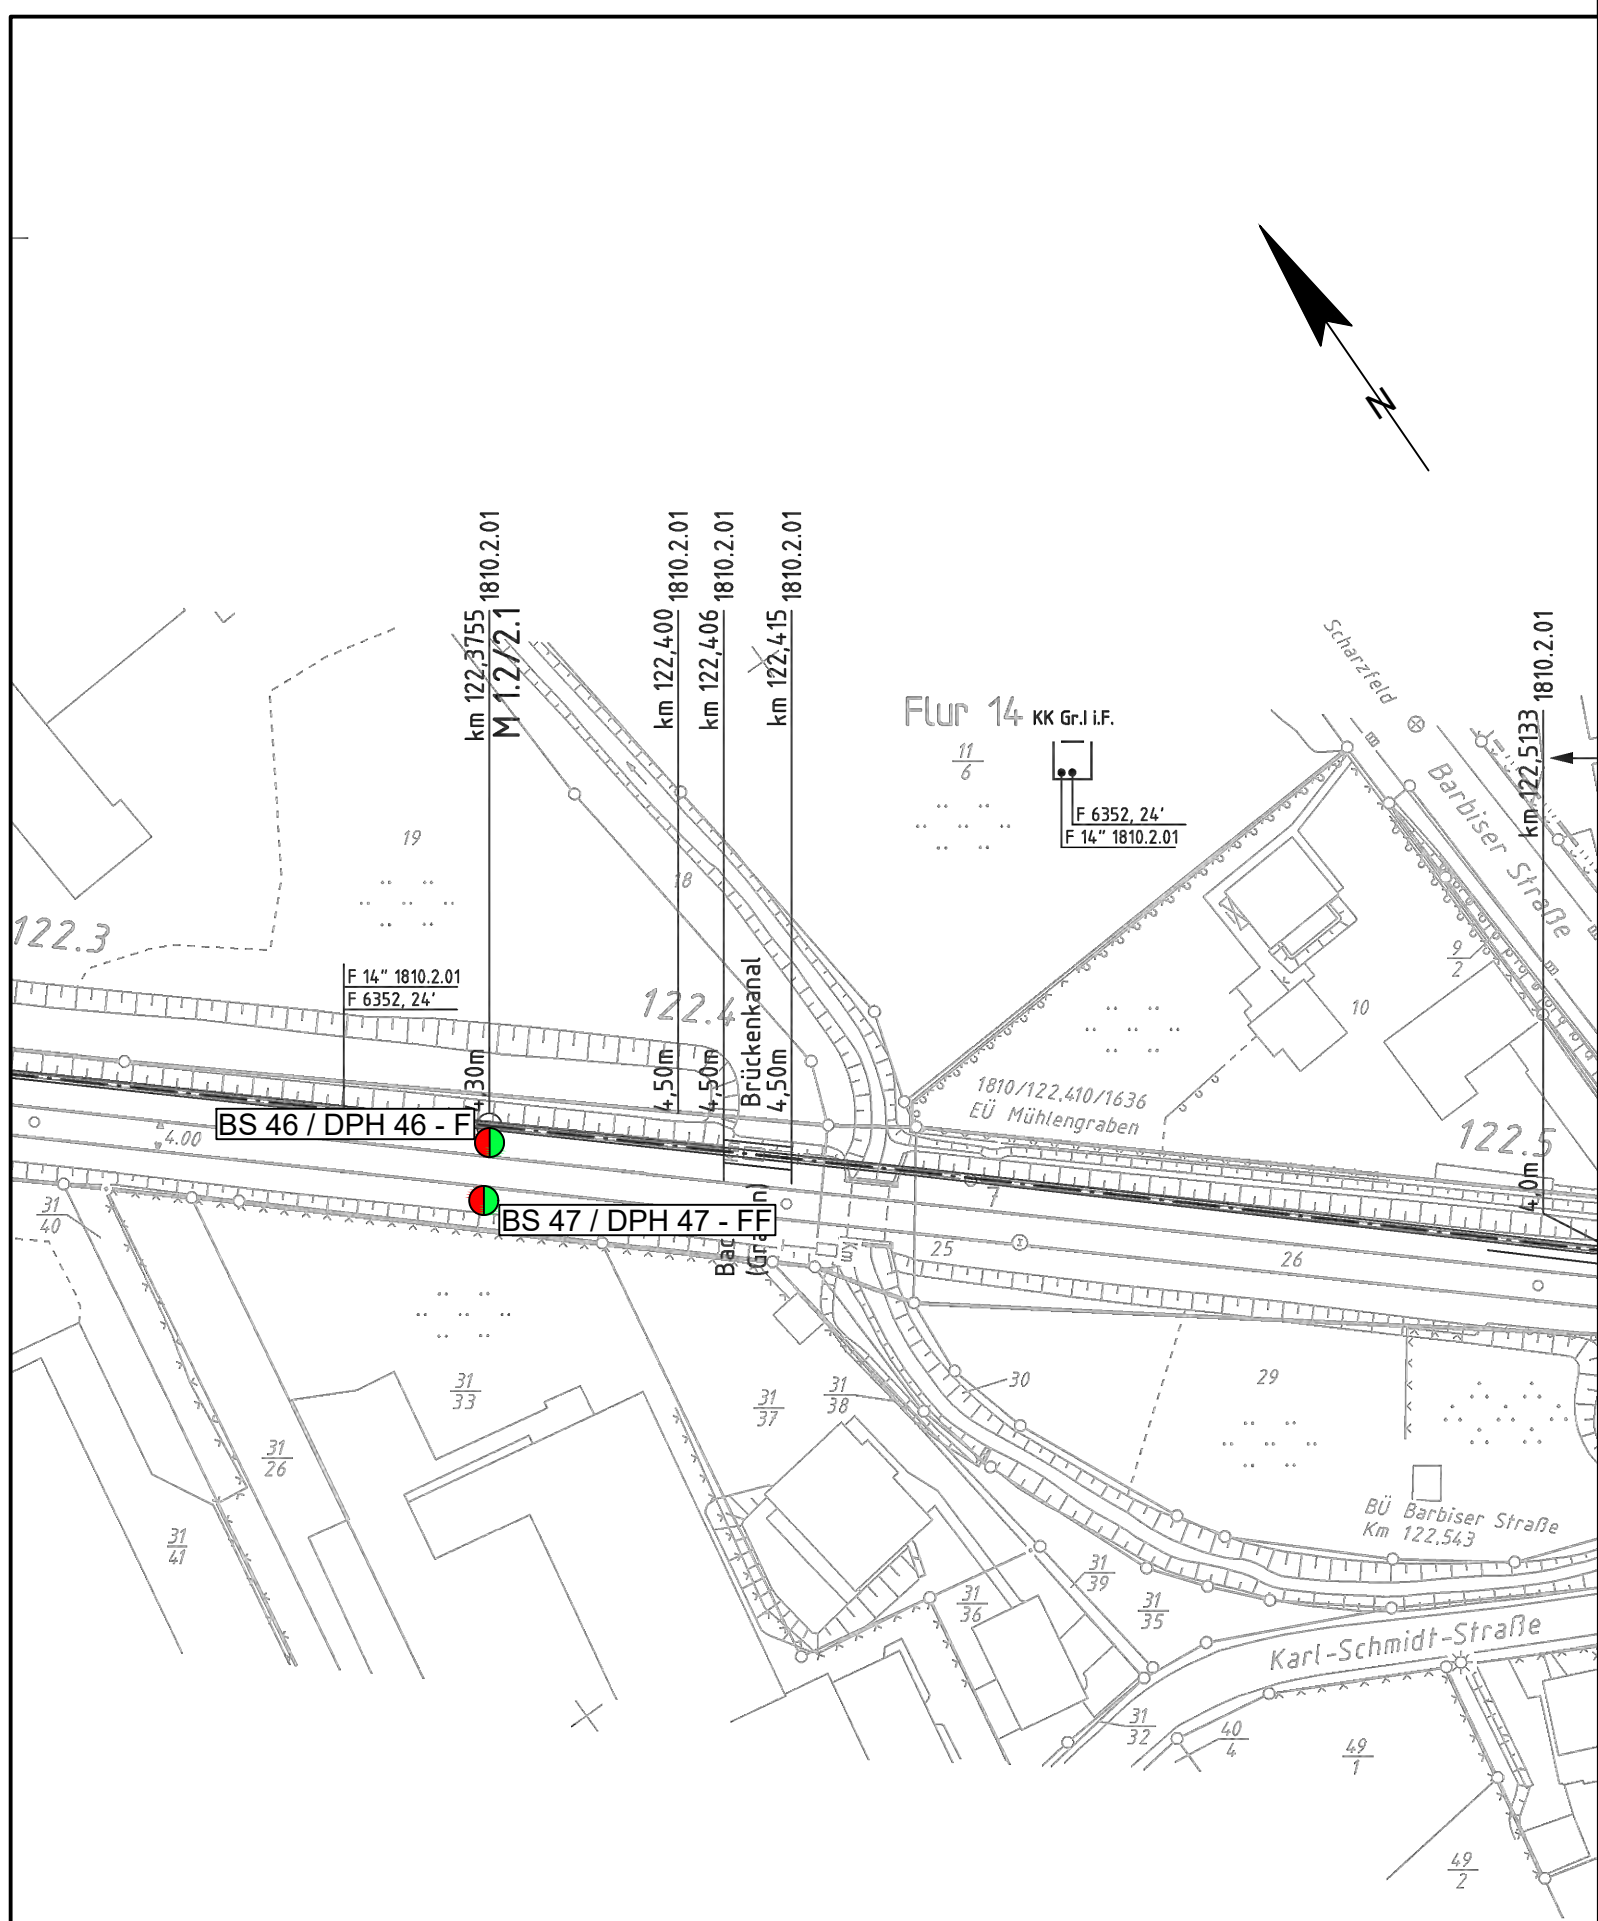 N
km 122,3755 1810.2.01
M 1.2/2.1
km 122,400 1810.2.01
km 122,406 1810.2.01
km 122,415 1810.2.01
km 122,5133 1810.2.01
Scharzfeld
Barbiser Straße
Flur 14
KK Gr.I i.F.
11
6
F 6352, 24'
F 14" 1810.2.01
19
18
122.3
F 14" 1810.2.01
F 6352, 24'
122.4
Brückenkanal
9
2
10
4,30m
4,50m
4,50m
4,50m
1810/122.410/1636
EÜ Mühlengraben
122.5
4,0m
BS 46 / DPH 46 - F
4.00
BS 47 / DPH 47 - FF
7
25
26
31
40
31
33
31
37
31
38
30
29
31
26
31
41
BÜ Barbiser Straße
Km 122.543
31
39
31
36
31
35
Karl-Schmidt-Straße
31
32
40
4
49
1
49
2